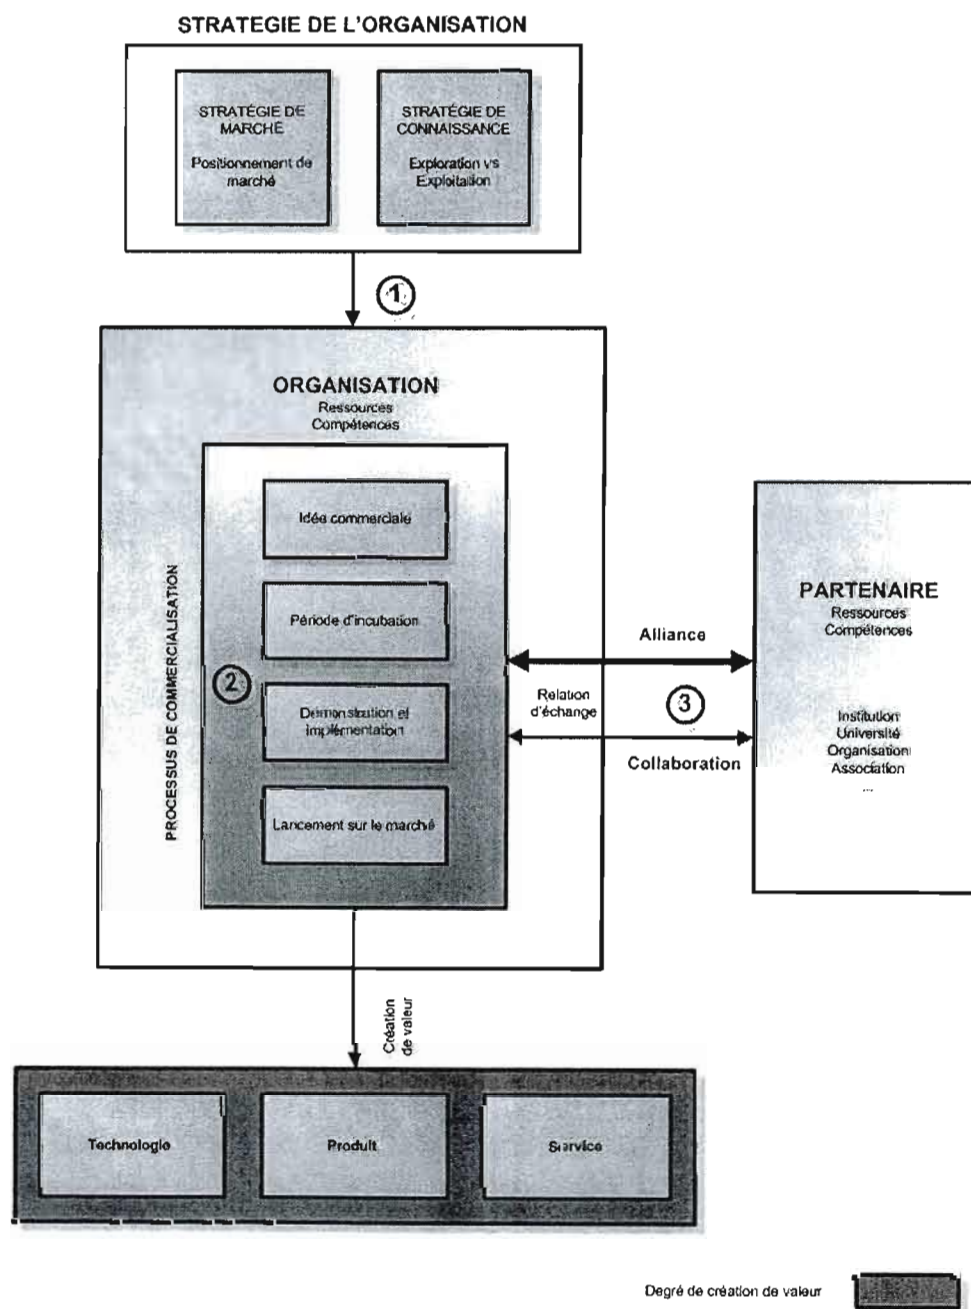 STRATEGIE DE L'ORGANISATION
STRATÉGIE DE
MARCHÉ
Positionnement de
marché
STRATÉGIE DE
CONNAISSANCE
Exploration vs
Exploitation
1
ORGANISATION
Ressources
Compétences
PROCESSUS DE COMMERCIALISATION
Idée commerciale
Période d'incubation
2
Démonstration et
implémentation
Lancement sur le marché
Alliance
Relation
d'échange
3
Collaboration
PARTENAIRE
Ressources
Compétences
Institution
Université
Organisation
Association
...
Création
de valeur
Technologie
Produit
Service
Degré de création de valeur